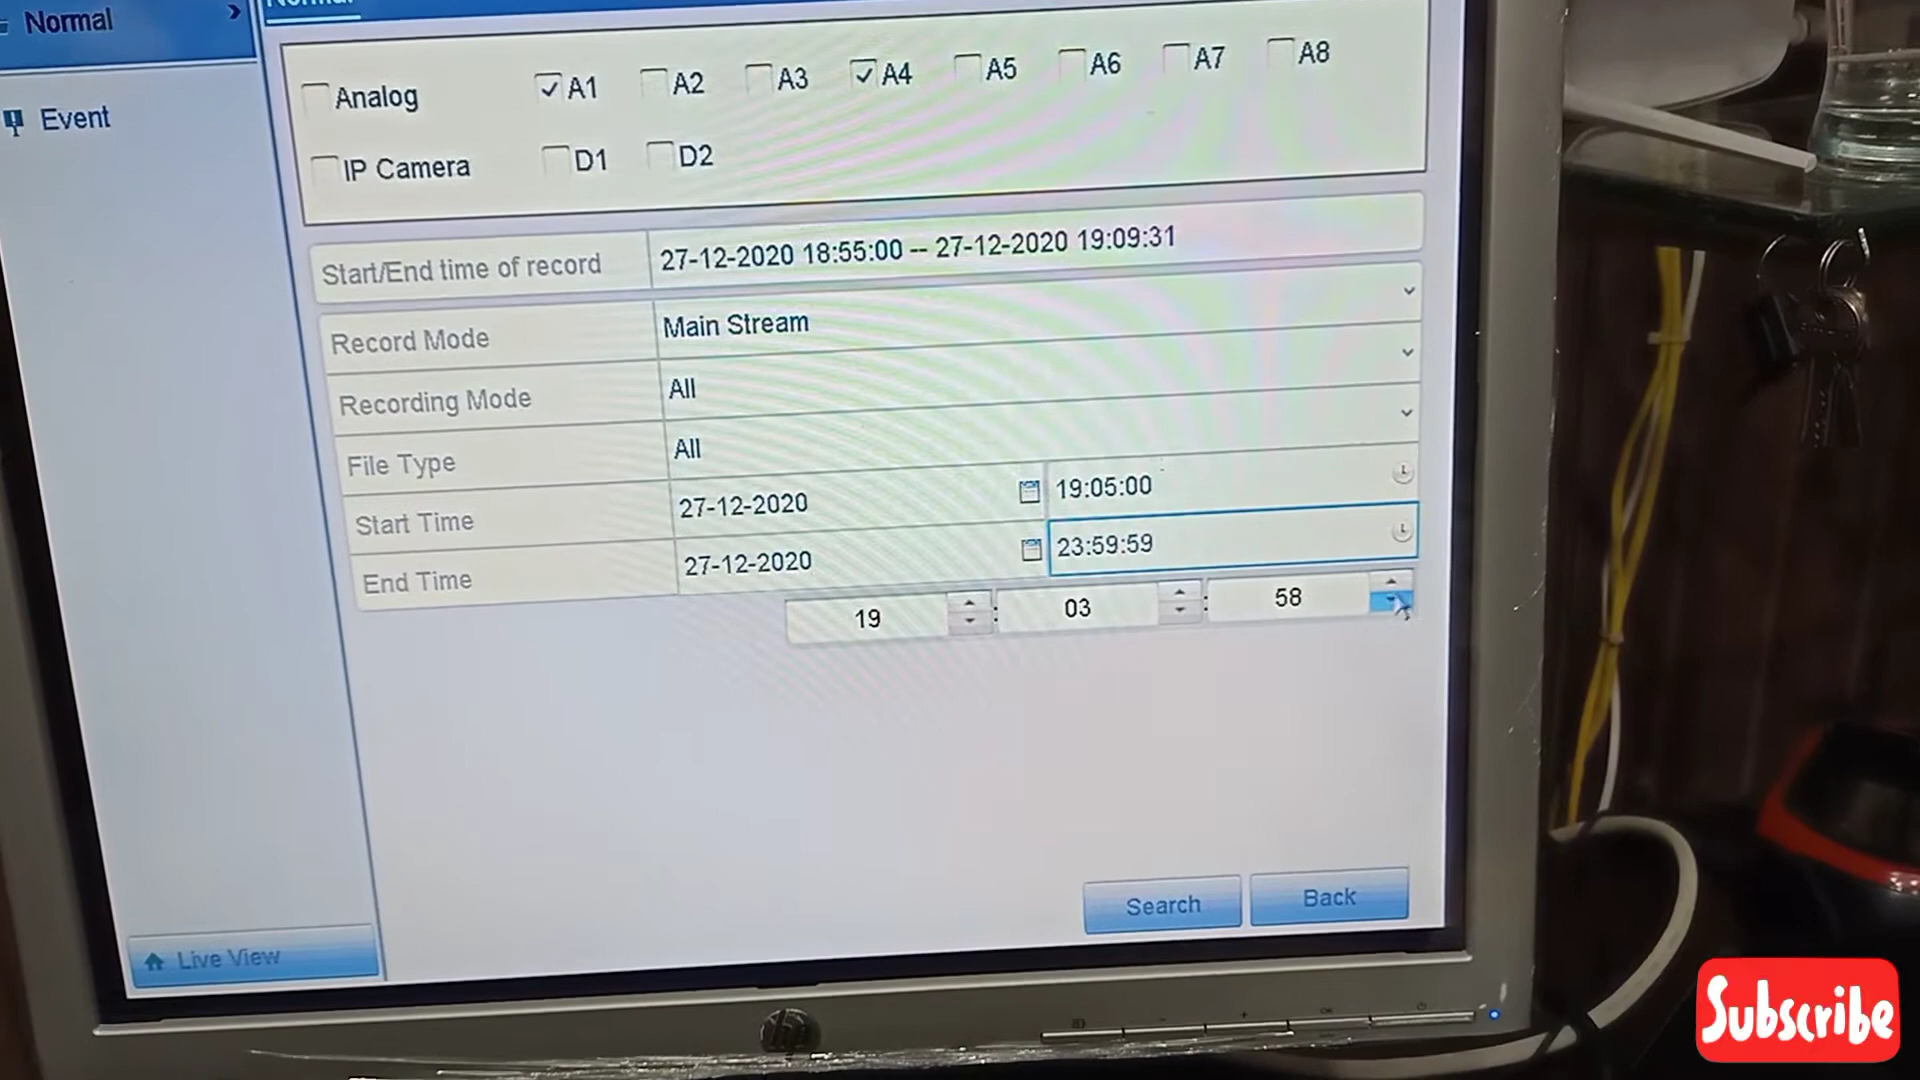 Normal
Event
Analog A1 A2 A3 A4 A5 A6 A7 A8
IP Camera D1 D2
Start/End time of record 27-12-2020 18:55:00 -- 27-12-2020 19:09:31
Record Mode Main Stream
Recording Mode All
File Type All
Start Time 27-12-2020 19:05:00
End Time 27-12-2020 23:59:59
19 : 03 : 58
Search Back
Live View
hp
Subscribe